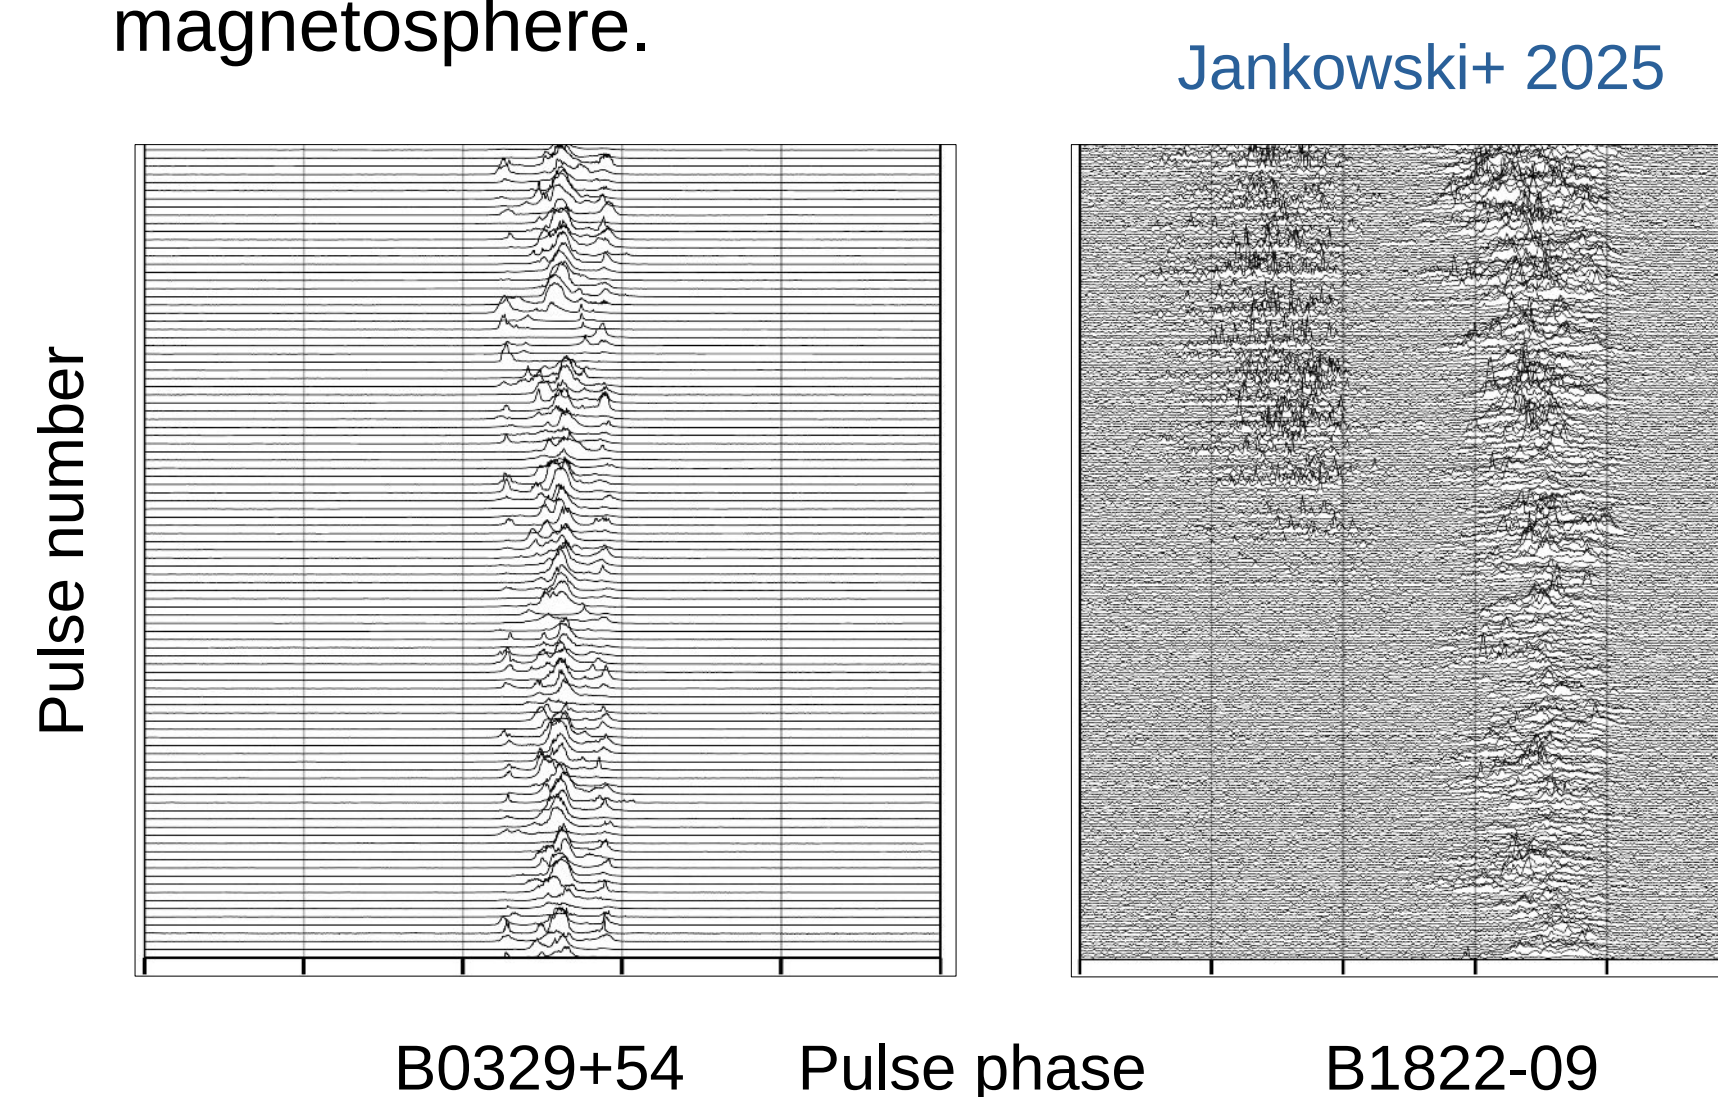 magnetosphere.
Jankowski+ 2025
Pulse number
B0329+54
Pulse phase
B1822-09